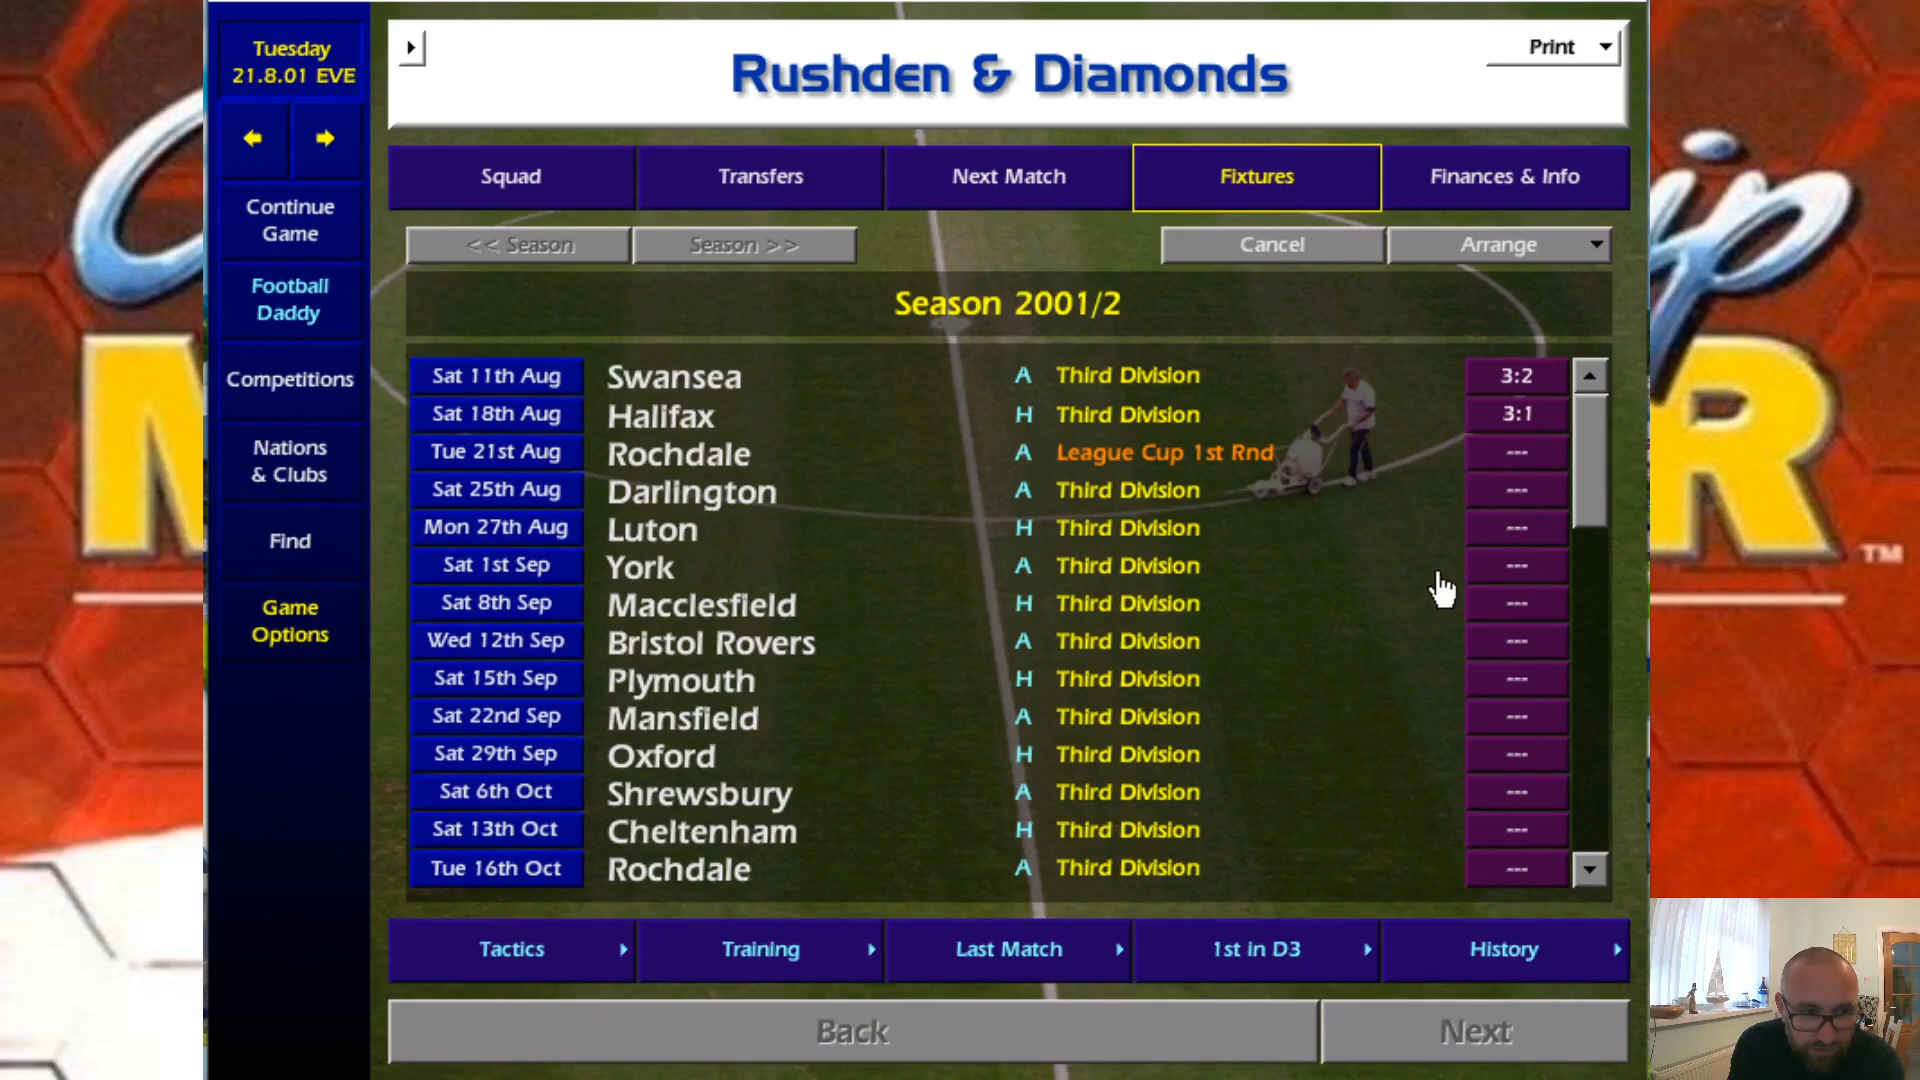 Tuesday
21.8.01 EVE
Rushden & Diamonds
Print
Squad
Transfers
Next Match
Fixtures
Finances & Info
Continue
Game
<< Season
Season >>
Cancel
Arrange
Football
Daddy
Season 2001/2
Competitions
Nations
& Clubs
Find
Game
Options
Sat 11th Aug Swansea A Third Division 3:2
Sat 18th Aug Halifax H Third Division 3:1
Tue 21st Aug Rochdale A League Cup 1st Rnd ---
Sat 25th Aug Darlington A Third Division ---
Mon 27th Aug Luton H Third Division ---
Sat 1st Sep York A Third Division ---
Sat 8th Sep Macclesfield H Third Division ---
Wed 12th Sep Bristol Rovers A Third Division ---
Sat 15th Sep Plymouth H Third Division ---
Sat 22nd Sep Mansfield A Third Division ---
Sat 29th Sep Oxford H Third Division ---
Sat 6th Oct Shrewsbury A Third Division ---
Sat 13th Oct Cheltenham H Third Division ---
Tue 16th Oct Rochdale A Third Division ---
Tactics
Training
Last Match
1st in D3
History
Back
Next
TM